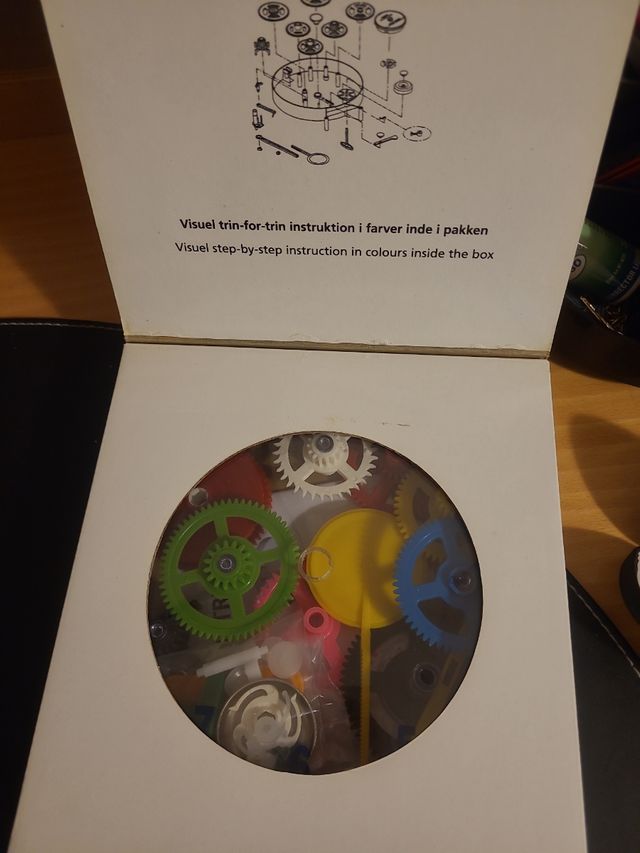 Visuel trin-for-trin instruktion i farver inde i pakken
Visuel step-by-step instruction in colours inside the box